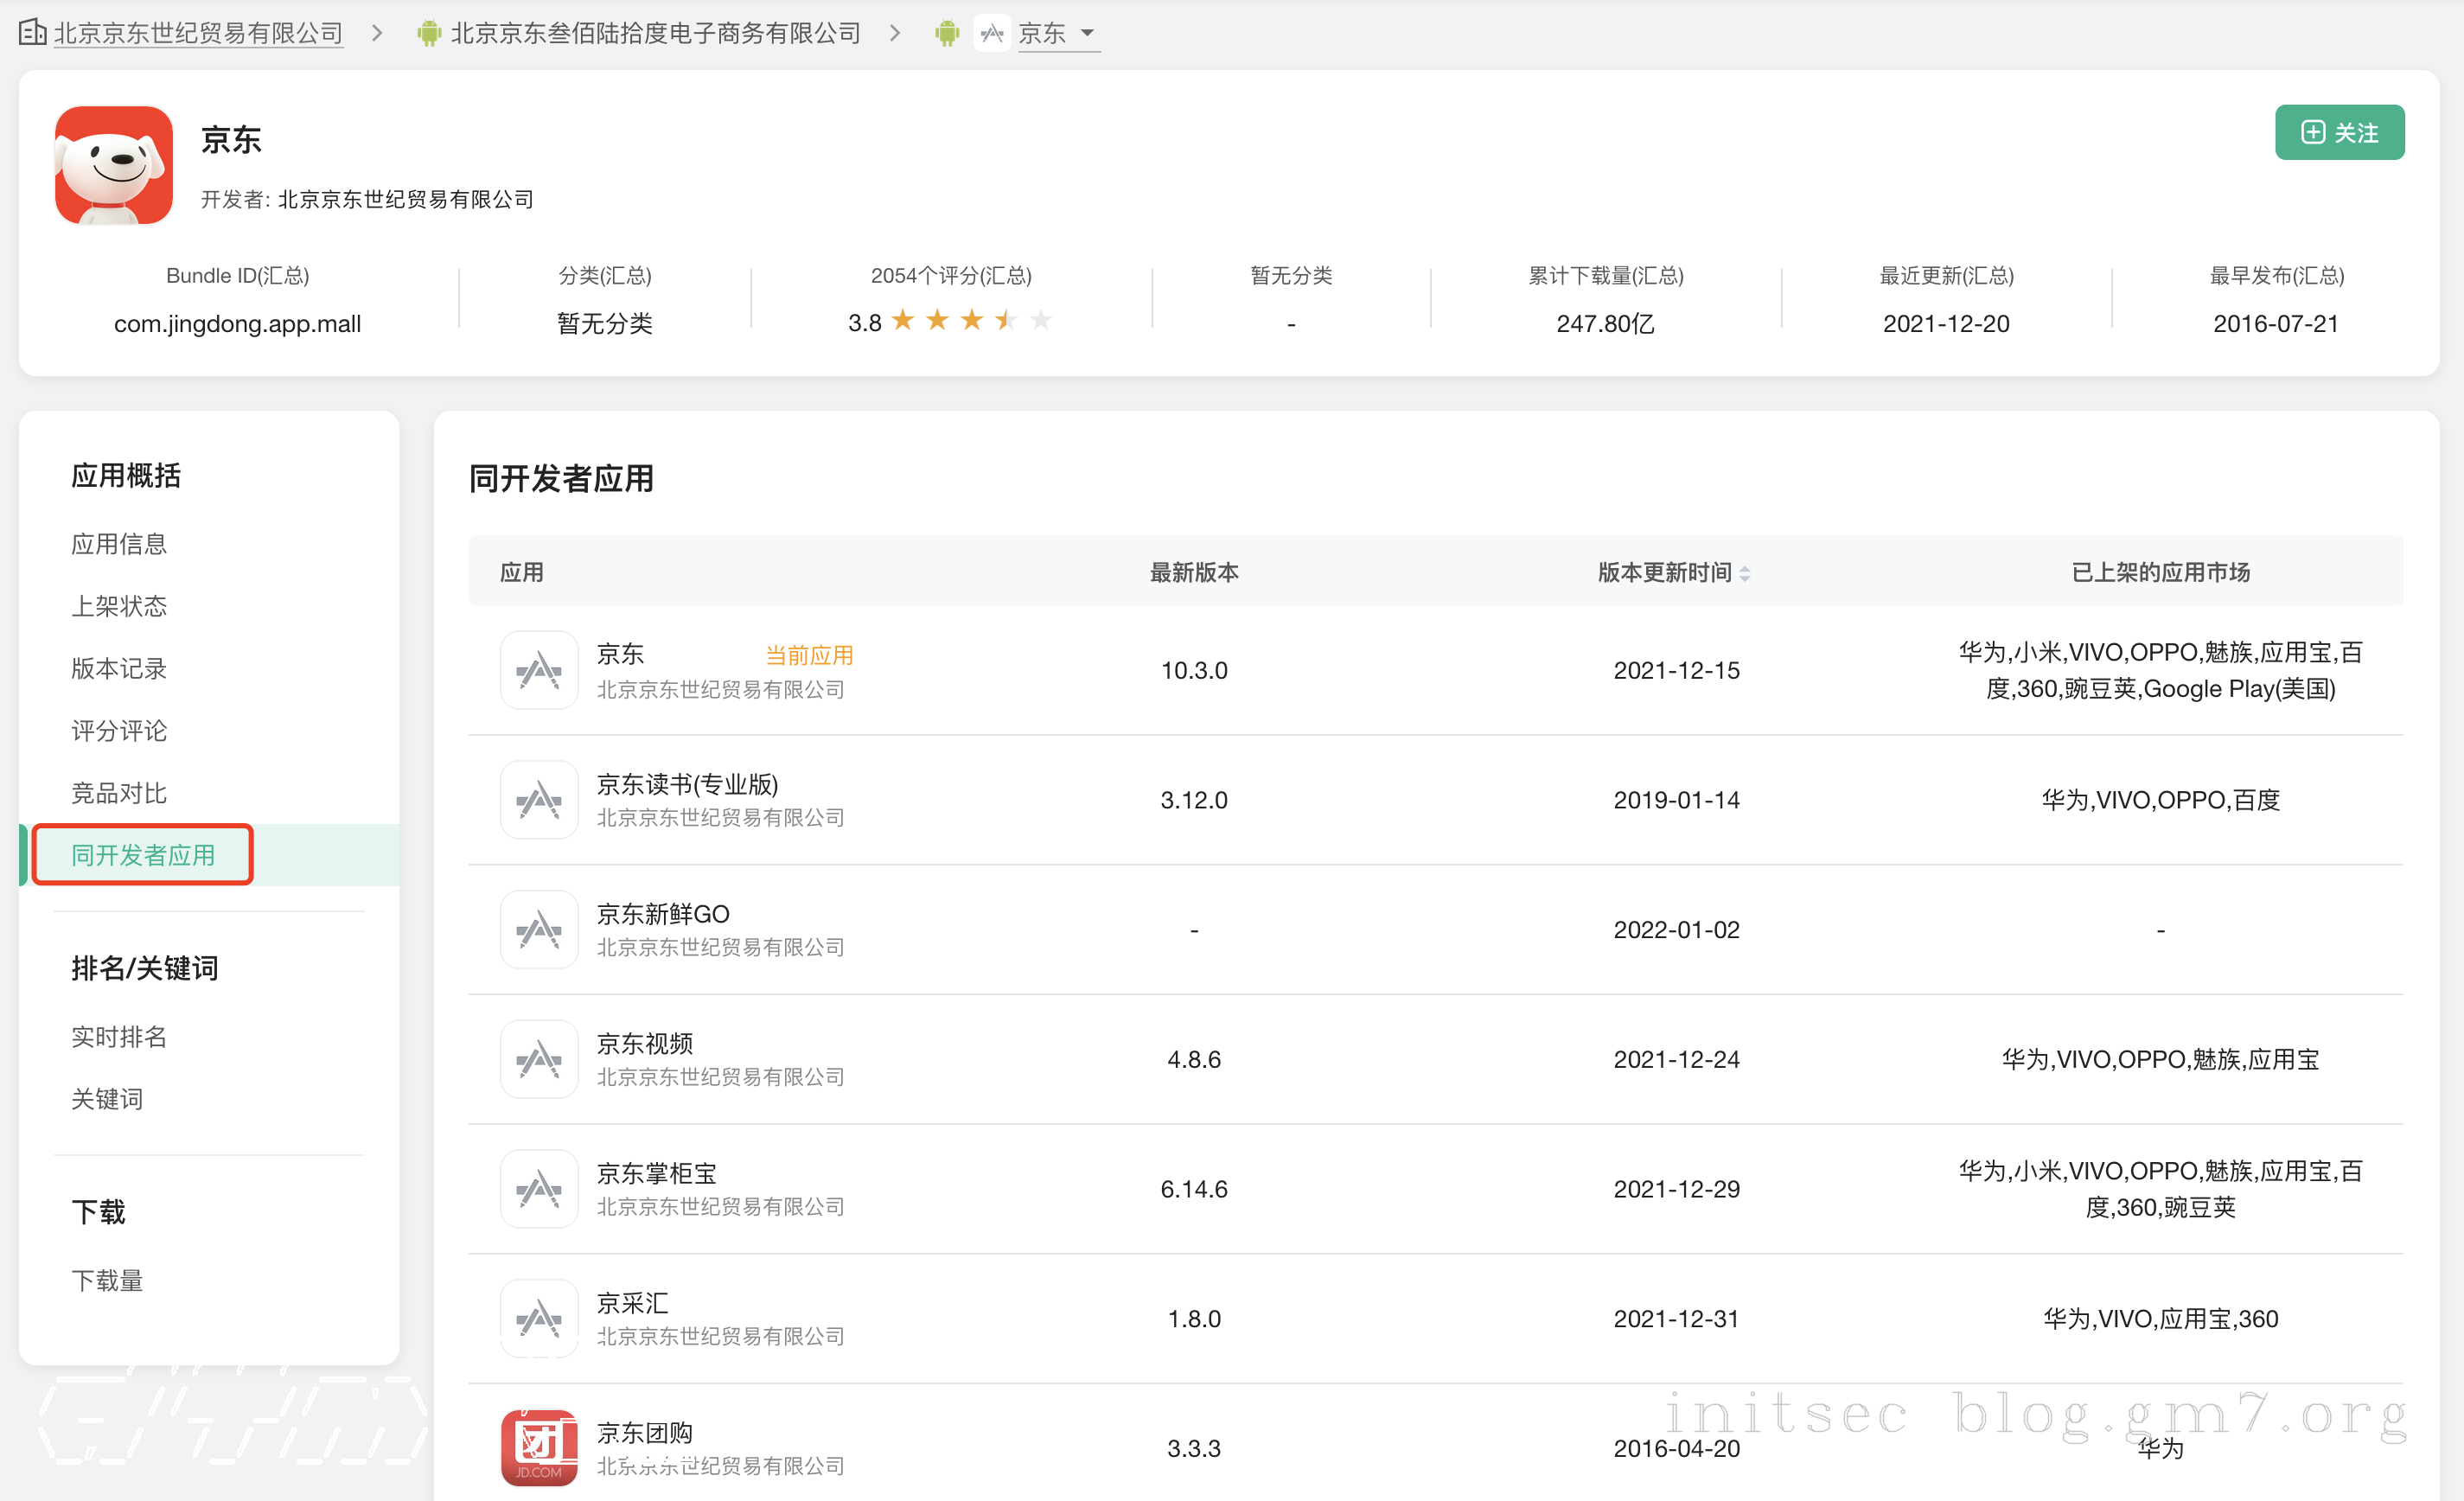 北京京东世纪贸易有限公司 > 北京京东叁佰陆拾度电子商务有限公司 > 京东
京东
关注
开发者: 北京京东世纪贸易有限公司
Bundle ID(汇总) 分类(汇总) 2054个评分(汇总) 暂无分类 累计下载量(汇总) 最近更新(汇总) 最早发布(汇总)
com.jingdong.app.mall 暂无分类 3.8 - 247.80亿 2021-12-20 2016-07-21
应用概括
应用信息
上架状态
版本记录
评分评论
竞品对比
同开发者应用
排名/关键词
实时排名
关键词
下载
下载量
同开发者应用
应用 最新版本 版本更新时间 已上架的应用市场
京东 当前应用
北京京东世纪贸易有限公司
10.3.0 2021-12-15
华为,小米,VIVO,OPPO,魅族,应用宝,百
度,360,豌豆荚,Google Play(美国)
京东读书(专业版)
北京京东世纪贸易有限公司
3.12.0 2019-01-14 华为,VIVO,OPPO,百度
京东新鲜GO
北京京东世纪贸易有限公司
- 2022-01-02 -
京东视频
北京京东世纪贸易有限公司
4.8.6 2021-12-24 华为,VIVO,OPPO,魅族,应用宝
京东掌柜宝
北京京东世纪贸易有限公司
6.14.6 2021-12-29
华为,小米,VIVO,OPPO,魅族,应用宝,百
度,360,豌豆荚
京采汇
北京京东世纪贸易有限公司
1.8.0 2021-12-31 华为,VIVO,应用宝,360
团
JD.COM
京东团购
北京京东世纪贸易有限公司
3.3.3 2016-04-20 华为
initsec blog.gm7.org